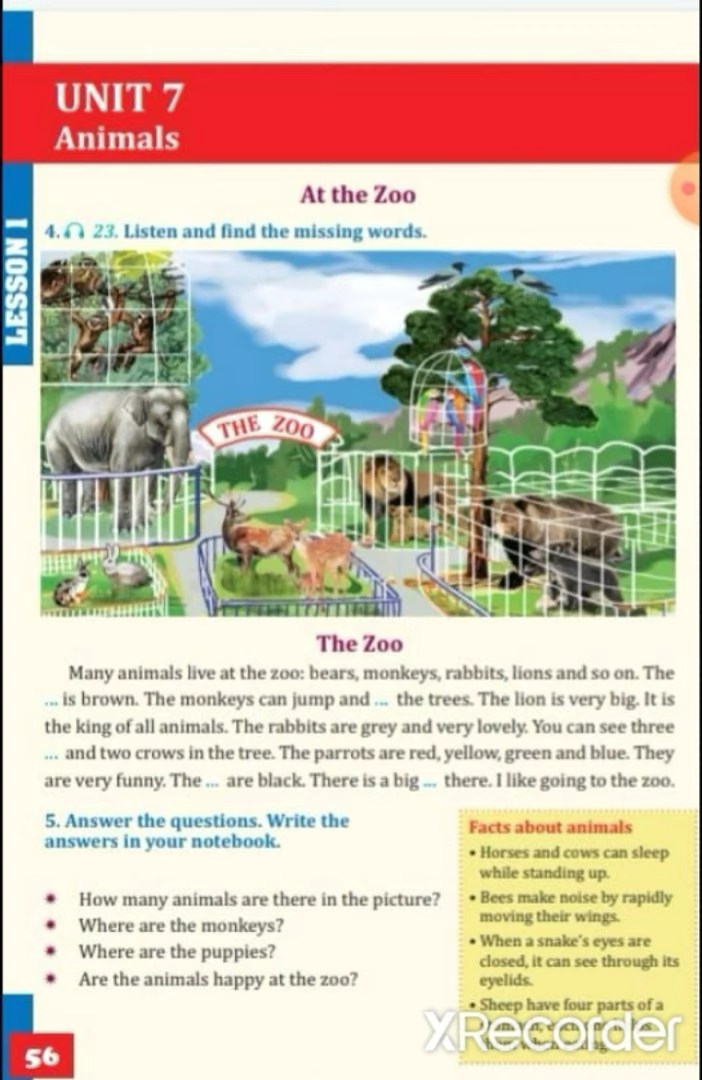 UNIT 7
Animals
LESSON 1
At the Zoo
4. 23. Listen and find the missing words.
THE ZOO
The Zoo
Many animals live at the zoo: bears, monkeys, rabbits, lions and so on. The
... is brown. The monkeys can jump and ... the trees. The lion is very big. It is
the king of all animals. The rabbits are grey and very lovely. You can see three
... and two crows in the tree. The parrots are red, yellow, green and blue. They
are very funny. The ... are black. There is a big ... there. I like going to the zoo.
5. Answer the questions. Write the
answers in your notebook.
* How many animals are there in the picture?
* Where are the monkeys?
* Where are the puppies?
* Are the animals happy at the zoo?
Facts about animals
• Horses and cows can sleep
while standing up.
• Bees make noise by rapidly
moving their wings.
• When a snake's eyes are
closed, it can see through its
eyelids.
• Sheep have four parts of a
XRecorder
56